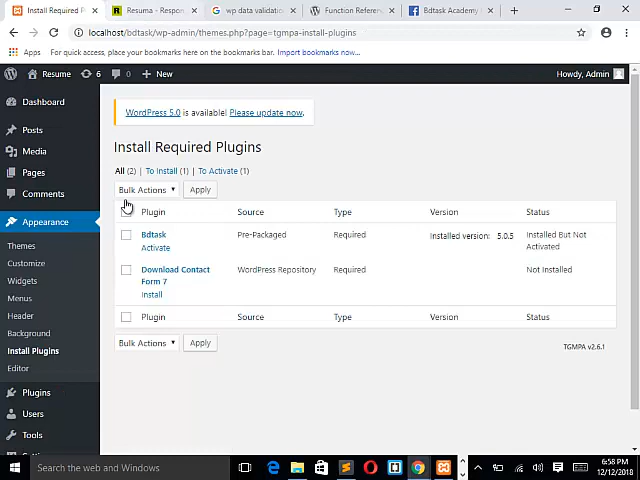 Install Required Plugins
Resuma - Respon
wp data validation
Function Referenc
Bdtask Academy
localhost/bdtask/wp-admin/themes.php?page=tgmpa-install-plugins
Apps For quick access, place your bookmarks here on the bookmarks bar. Import bookmarks now...
Resume 6 0 + New Howdy, Admin
Dashboard
Posts
Media
Pages
Comments
Appearance
Themes
Customize
Widgets
Menus
Header
Background
Install Plugins
Editor
Plugins
Users
Tools
WordPress 5.0 is available! Please update now.
Install Required Plugins
All (2) | To Install (1) | To Activate (1)
Bulk Actions Apply
Plugin Source Type Version Status
Bdtask Pre-Packaged Required Installed version: 5.0.5 Installed But Not
Activate Activated
Download Contact WordPress Repository Required Not Installed
Form 7
Install
Plugin Source Type Version Status
Bulk Actions Apply
TGMPA v2.6.1
Search the web and Windows
6:58 PM
12/12/2018